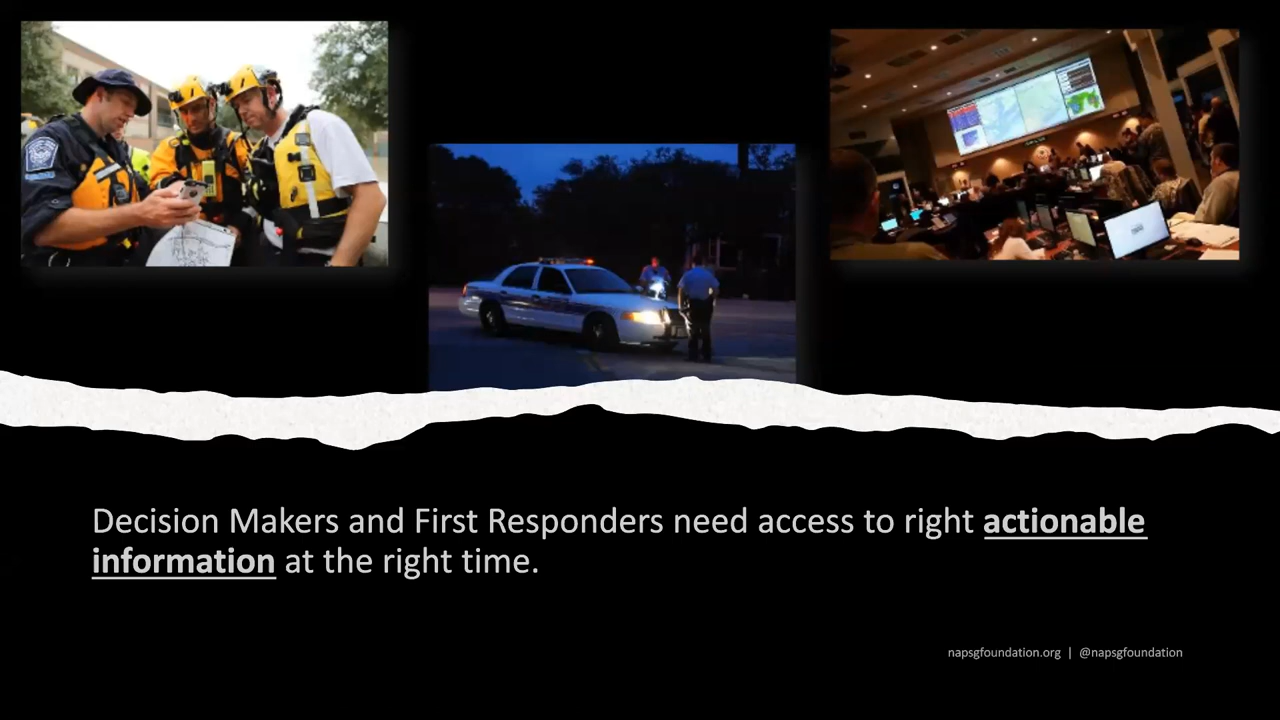 Decision Makers and First Responders need access to right actionable
information at the right time.
napsgfoundation.org | @napsgfoundation